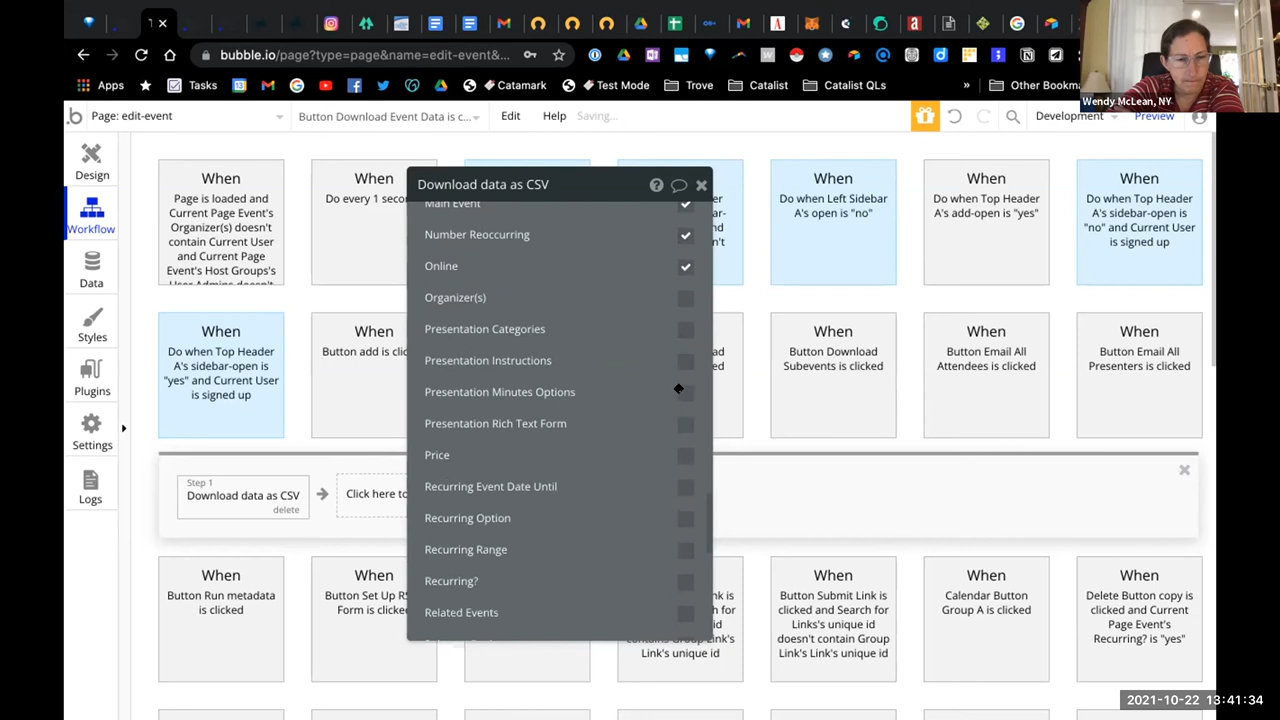 bubble.io/page?type=page&name=edit-event&...
Wendy McLean, NY
Apps
Tasks
Catamark
Test Mode
Trove
Catalist
Catalist QLs
»
Other Bookma
Page: edit-event
Button Download Event Data is c...
Edit
Help
Saving...
Development
Preview
Design
Workflow
Data
Styles
Plugins
Settings
Logs
When
Page is loaded and
Current Page Event's
Organizer(s) doesn't
contain Current User
and Current Page
Event's Host Groups's
User Admins doesn't
When
Do every 1 secon
When
Do when Left Sidebar
A's open is "no"
When
Do when Top Header
A's add-open is "yes"
When
Do when Top Header
A's sidebar-open is
"no" and Current User
is signed up
Download data as CSV
Main Event
Number Reoccurring
Online
Organizer(s)
Presentation Categories
Presentation Instructions
Presentation Minutes Options
Presentation Rich Text Form
Price
Recurring Event Date Until
Recurring Option
Recurring Range
Recurring?
Related Events
When
Do when Top Header
A's sidebar-open is
"yes" and Current User
is signed up
When
Button add is clic
When
Button Download
Subevents is clicked
When
Button Email All
Attendees is clicked
When
Button Email All
Presenters is clicked
Step 1
Download data as CSV
delete
Click here to
When
Button Run metadata
is clicked
When
Button Set Up RS
Form is clicked
Link's unique id
When
Button Submit Link is
clicked and Search for
Links's unique id
doesn't contain Group
Link's Link's unique id
When
Calendar Button
Group A is clicked
When
Delete Button copy is
clicked and Current
Page Event's
Recurring? is "yes"
2021-10-22 13:41:34